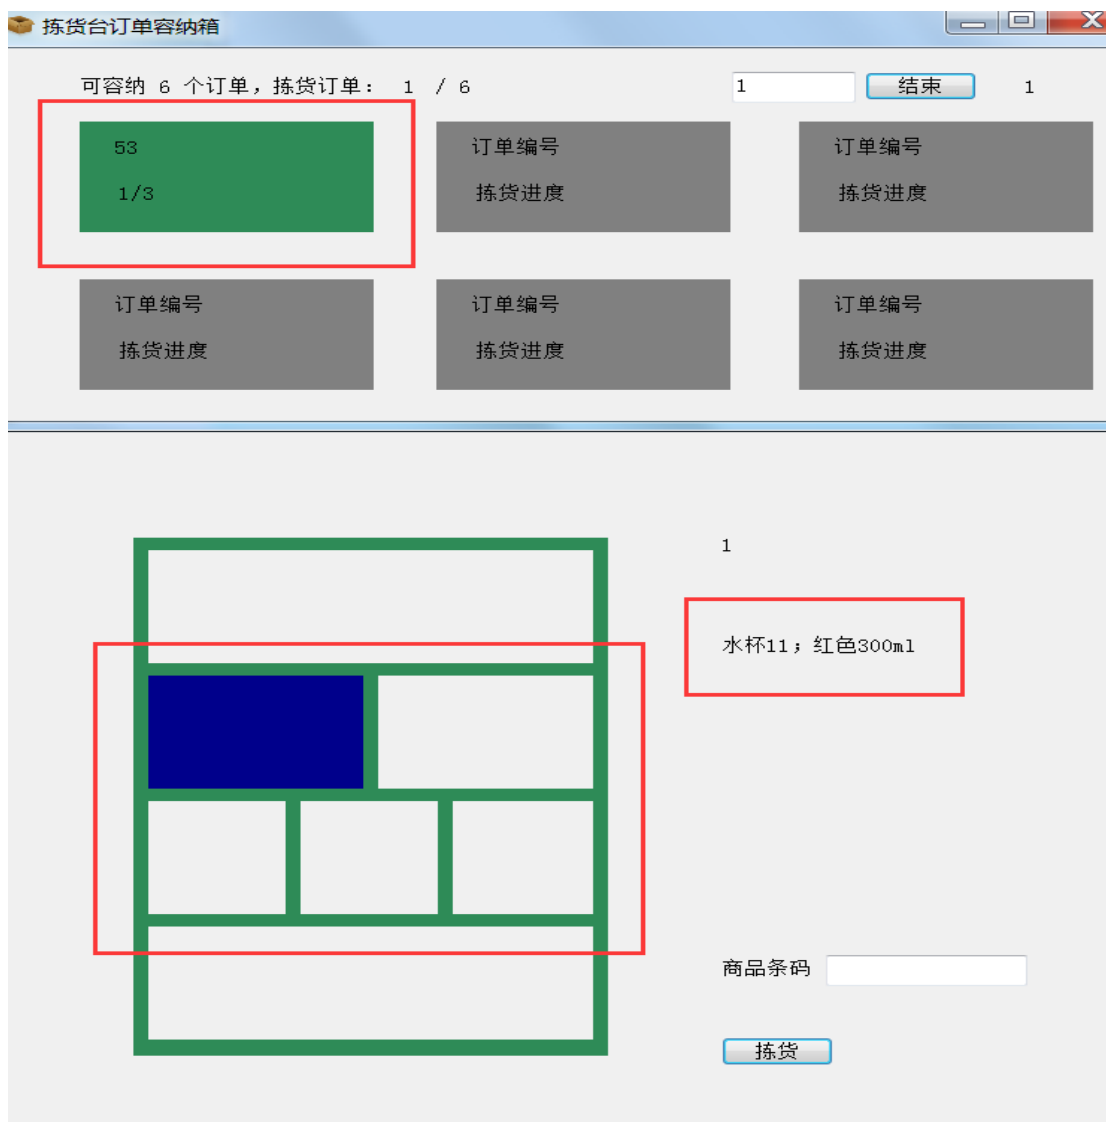 拣货台订单容纳箱
可容纳 6 个订单，拣货订单： 1 / 6 1 结束 1
53 订单编号 订单编号
1/3 拣货进度 拣货进度
订单编号 订单编号 订单编号
拣货进度 拣货进度 拣货进度
1
水杯11；红色300ml
商品条码
拣货